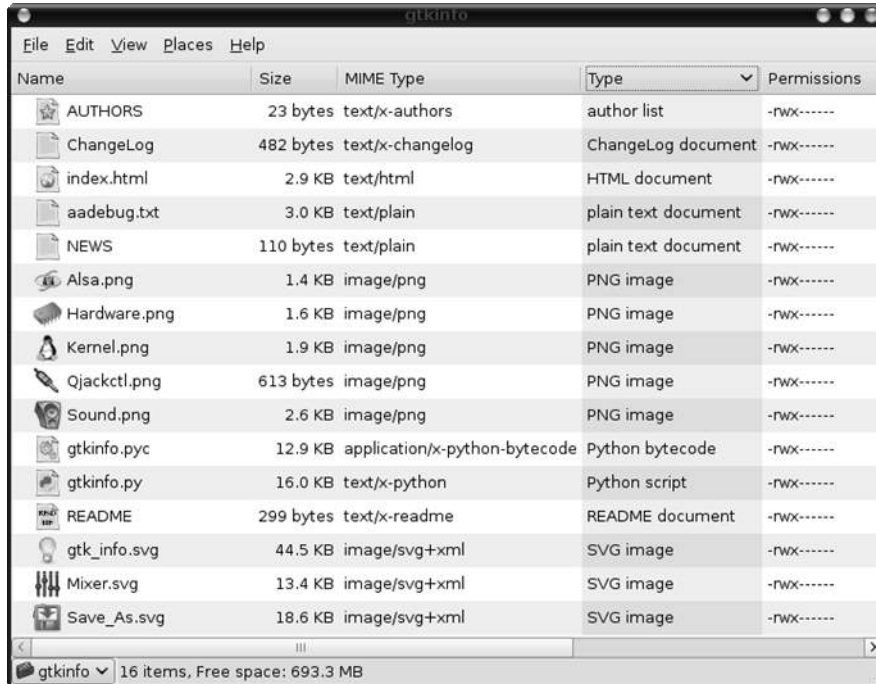 gtkinfo
File Edit View Places Help
Name Size MIME Type Type Permissions
AUTHORS 23 bytes text/x-authors author list -rwx------
ChangeLog 482 bytes text/x-changelog ChangeLog document -rwx------
index.html 2.9 KB text/html HTML document -rwx------
aadebug.txt 3.0 KB text/plain plain text document -rwx------
NEWS 110 bytes text/plain plain text document -rwx------
Alsa.png 1.4 KB image/png PNG image -rwx------
Hardware.png 1.6 KB image/png PNG image -rwx------
Kernel.png 1.9 KB image/png PNG image -rwx------
Qjackctl.png 613 bytes image/png PNG image -rwx------
Sound.png 2.6 KB image/png PNG image -rwx------
gtkinfo.pyc 12.9 KB application/x-python-bytecode Python bytecode -rwx------
gtkinfo.py 16.0 KB text/x-python Python script -rwx------
README 299 bytes text/x-readme README document -rwx------
gtk_info.svg 44.5 KB image/svg+xml SVG image -rwx------
Mixer.svg 13.4 KB image/svg+xml SVG image -rwx------
Save_As.svg 18.6 KB image/svg+xml SVG image -rwx------
gtkinfo 16 items, Free space: 693.3 MB